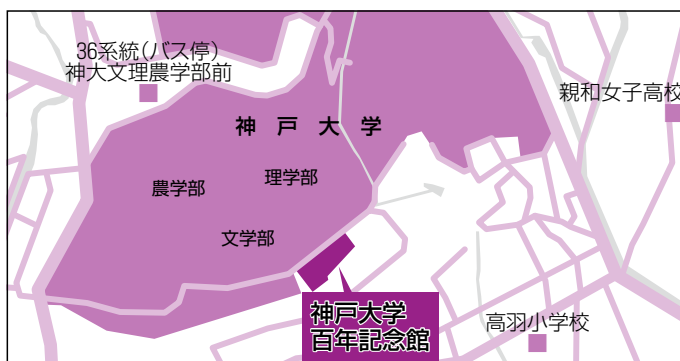 36系統(バス停)
神大文理農学部前
親和女子高校
神戸大学
理学部
農学部
文学部
神戸大学
百年記念館
高羽小学校